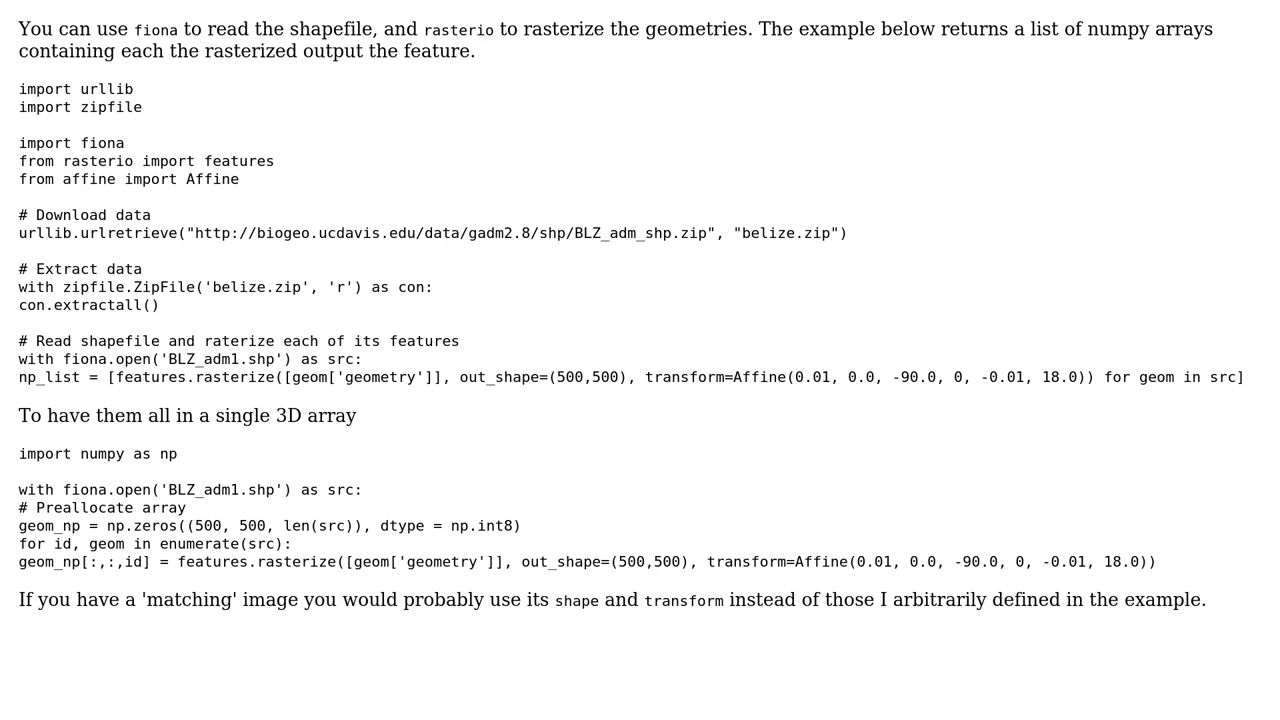 You can use fiona to read the shapefile, and rasterio to rasterize the geometries. The example below returns a list of numpy arrays
containing each the rasterized output the feature.
import urllib
import zipfile
import fiona
from rasterio import features
from affine import Affine
# Download data
urllib.urlretrieve("http://biogeo.ucdavis.edu/data/gadm2.8/shp/BLZ_adm_shp.zip", "belize.zip")
# Extract data
with zipfile.ZipFile('belize.zip', 'r') as con:
con.extractall()
# Read shapefile and raterize each of its features
with fiona.open('BLZ_adm1.shp') as src:
np_list = [features.rasterize([geom['geometry']], out_shape=(500,500), transform=Affine(0.01, 0.0, -90.0, 0, -0.01, 18.0)) for geom in src]
To have them all in a single 3D array
import numpy as np
with fiona.open('BLZ_adm1.shp') as src:
# Preallocate array
geom_np = np.zeros((500, 500, len(src)), dtype = np.int8)
for id, geom in enumerate(src):
geom_np[:,:,id] = features.rasterize([geom['geometry']], out_shape=(500,500), transform=Affine(0.01, 0.0, -90.0, 0, -0.01, 18.0))
If you have a 'matching' image you would probably use its shape and transform instead of those I arbitrarily defined in the example.